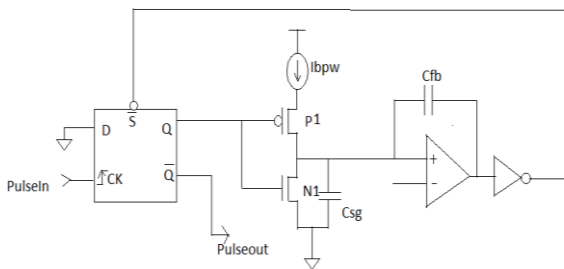 Ibpw
Cfb
S
D
Q
P1
+
-
PulseIn
CK
Q
N1
Csg
Pulseout